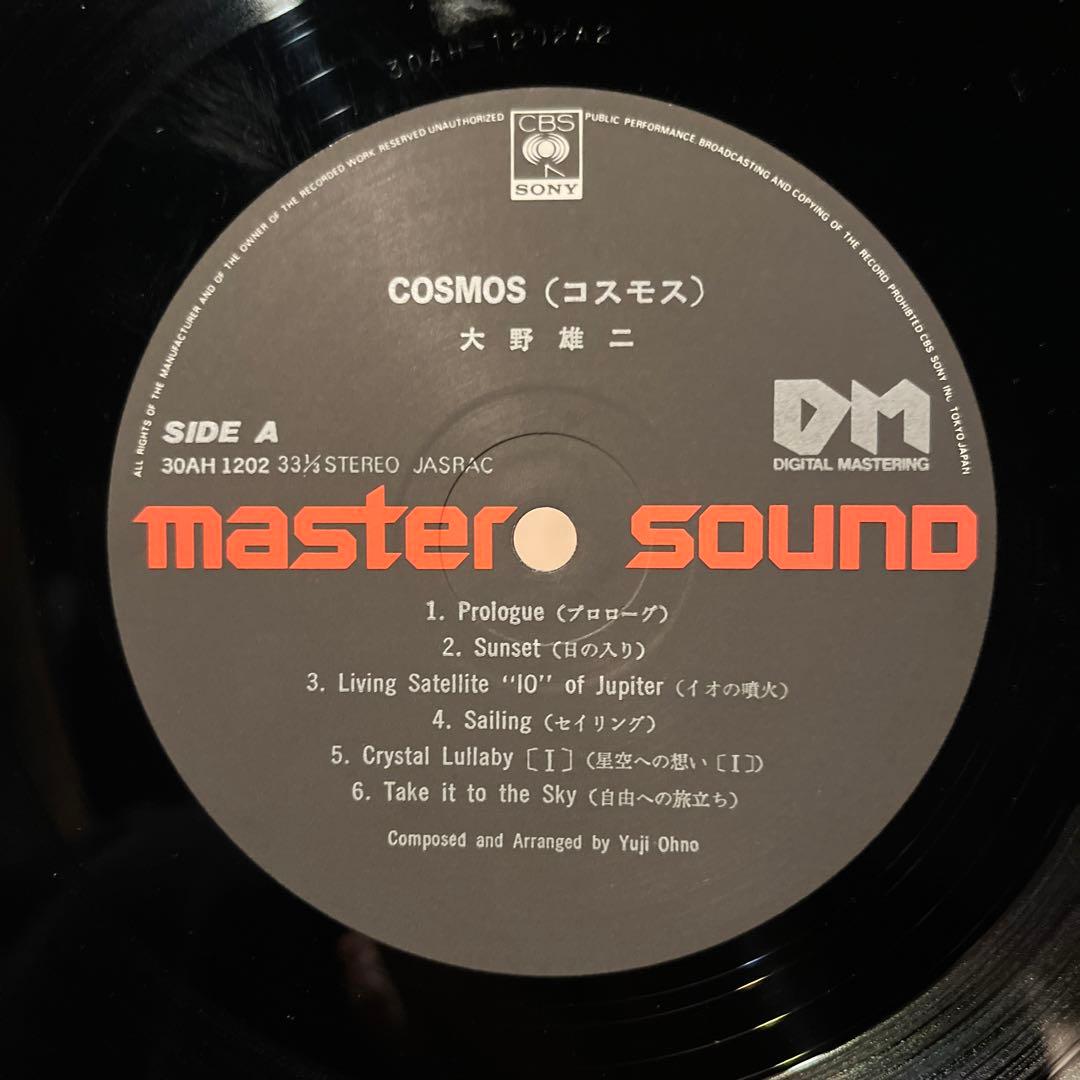 30AH-1202A2
ALL RIGHTS OF THE MANUFACTURER AND OF THE OWNER OF THE RECORDED WORK RESERVED UNAUTHORIZED PUBLIC PERFORMANCE BROADCASTING AND COPYING OF THE RECORD PROHIBITED CBS SONY INC TOKYO JAPAN
CBS
SONY
COSMOS (コスモス)
大野雄二
DM
DIGITAL MASTERING
SIDE A
30AH 1202 33⅓ STEREO JASRAC
master sound
1. Prologue (プロローグ)
2. Sunset (日の入り)
3. Living Satellite "IO" of Jupiter (イオの噴火)
4. Sailing (セイリング)
5. Crystal Lullaby [I] (星空への想い [I])
6. Take it to the Sky (自由への旅立ち)
Composed and Arranged by Yuji Ohno